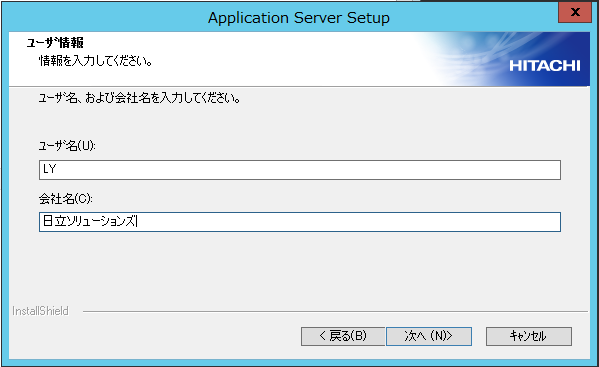 Application Server Setup
x
ユーザ情報
情報を入力してください。
HITACHI
ユーザ名、および会社名を入力してください。
ユーザ名(U):
LY
会社名(C):
日立ソリューションズ
InstallShield
< 戻る(B)
次へ (N)>
キャンセル